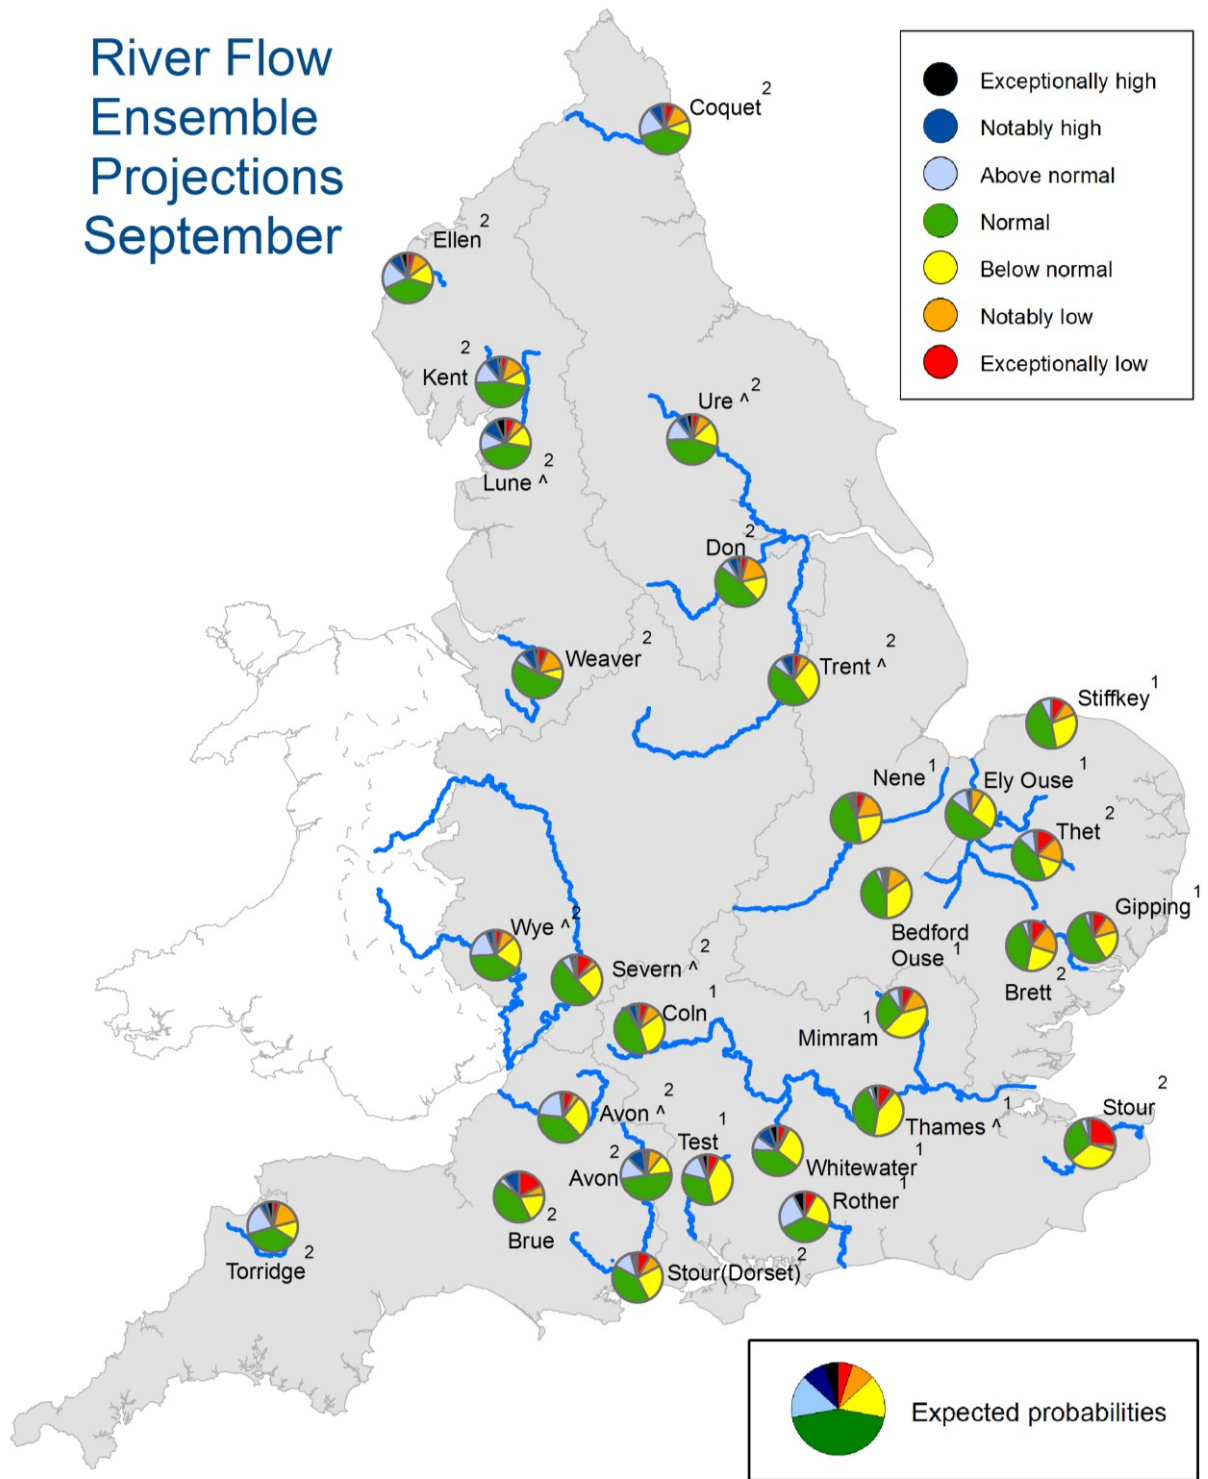 River Flow
Ensemble
Projections
September
Exceptionally high
Notably high
Above normal
Normal
Below normal
Notably low
Exceptionally low
Coquet 2
Ellen 2
2
Kent
Ure ^ 2
Lune ^ 2
Don 2
Weaver 2
Trent ^ 2
Stiffkey 1
Nene 1
Ely Ouse 1
Thet 2
Gipping 1
Bedford
Ouse 1
Brett 2
Wye ^ 2
Severn ^ 2
Coln 1
1
Mimram
Avon ^ 2
Thames ^ 1
Stour 2
Test 1
2
Avon
Whitewater 1
Rother 1
2
Brue
Torridge 2
Stour(Dorset) 2
Expected probabilities